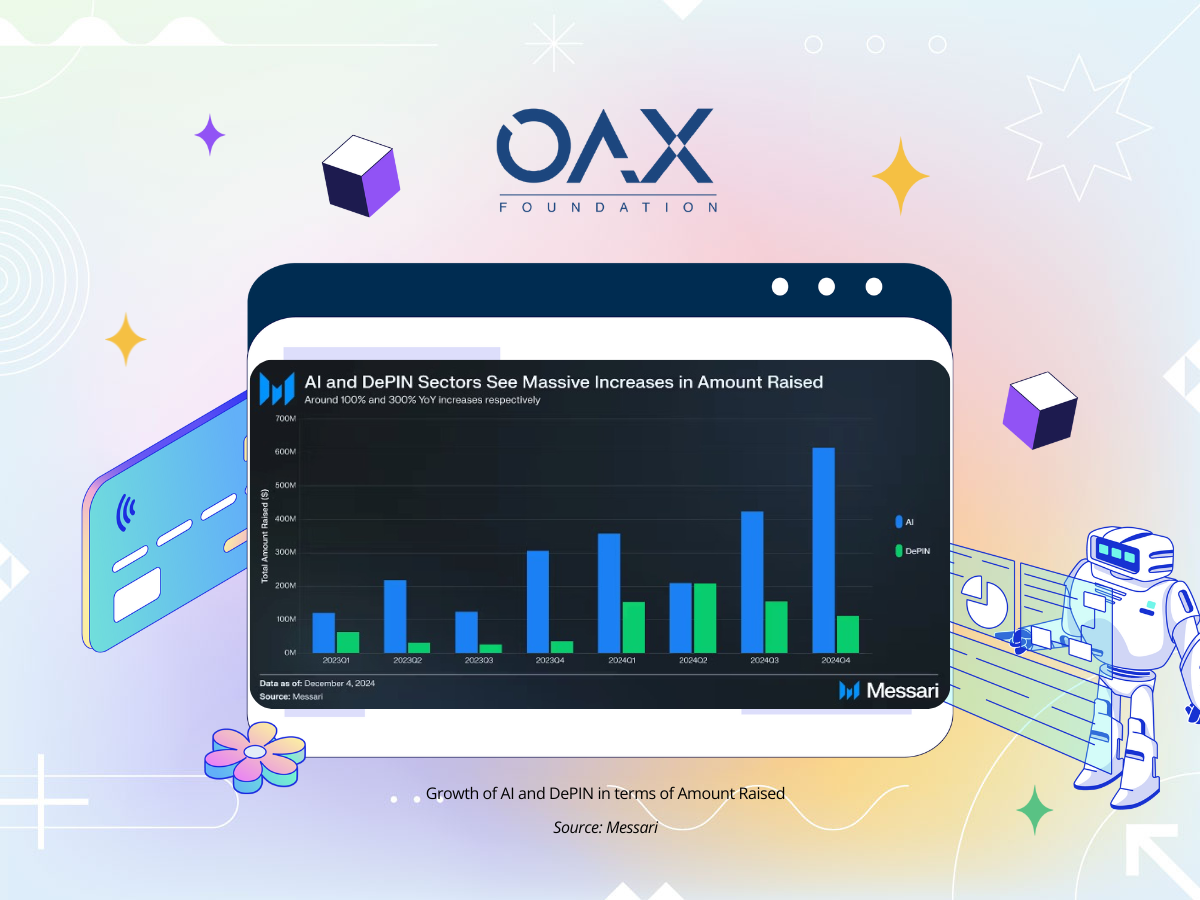 OAX
FOUNDATION
AI and DePIN Sectors See Massive Increases in Amount Raised
Around 100% and 300% YoY increases respectively
Total Amount Raised ($)
700M
600M
500M
400M
300M
200M
100M
0M
2023Q1 2023Q2 2023Q3 2023Q4 2024Q1 2024Q2 2024Q3 2024Q4
AI
DePIN
Data as of: December 4, 2024
Source: Messari
Messari
Growth of AI and DePIN in terms of Amount Raised
Source: Messari